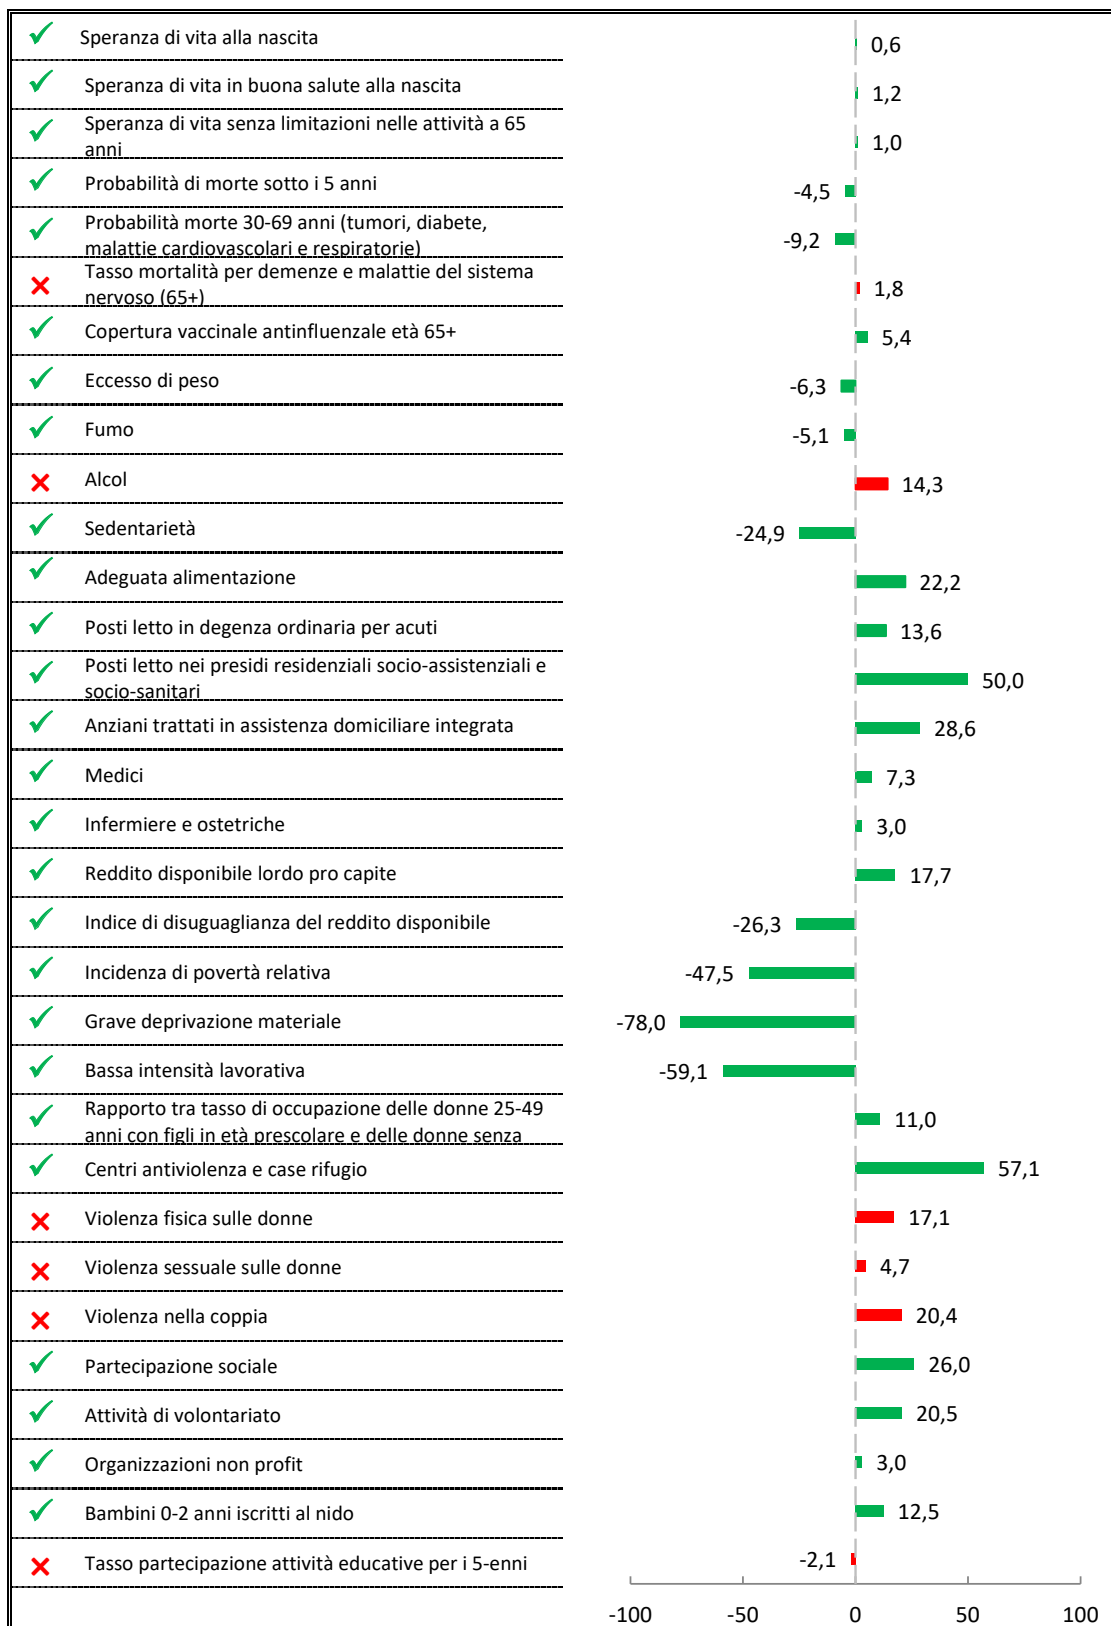 Speranza di vita alla nascita 0,6
Speranza di vita in buona salute alla nascita 1,2
Speranza di vita senza limitazioni nelle attività a 65
anni 1,0
Probabilità di morte sotto i 5 anni -4,5
Probabilità morte 30-69 anni (tumori, diabete,
malattie cardiovascolari e respiratorie) -9,2
Tasso mortalità per demenze e malattie del sistema
nervoso (65+) 1,8
Copertura vaccinale antinfluenzale età 65+ 5,4
Eccesso di peso -6,3
Fumo -5,1
Alcol 14,3
Sedentarietà -24,9
Adeguata alimentazione 22,2
Posti letto in degenza ordinaria per acuti 13,6
Posti letto nei presidi residenziali socio-assistenziali e
socio-sanitari 50,0
Anziani trattati in assistenza domiciliare integrata 28,6
Medici 7,3
Infermiere e ostetriche 3,0
Reddito disponibile lordo pro capite 17,7
Indice di disuguaglianza del reddito disponibile -26,3
Incidenza di povertà relativa -47,5
Grave deprivazione materiale -78,0
Bassa intensità lavorativa -59,1
Rapporto tra tasso di occupazione delle donne 25-49
anni con figli in età prescolare e delle donne senza 11,0
Centri antiviolenza e case rifugio 57,1
Violenza fisica sulle donne 17,1
Violenza sessuale sulle donne 4,7
Violenza nella coppia 20,4
Partecipazione sociale 26,0
Attività di volontariato 20,5
Organizzazioni non profit 3,0
Bambini 0-2 anni iscritti al nido 12,5
Tasso partecipazione attività educative per i 5-enni -2,1
-100 -50 0 50 100